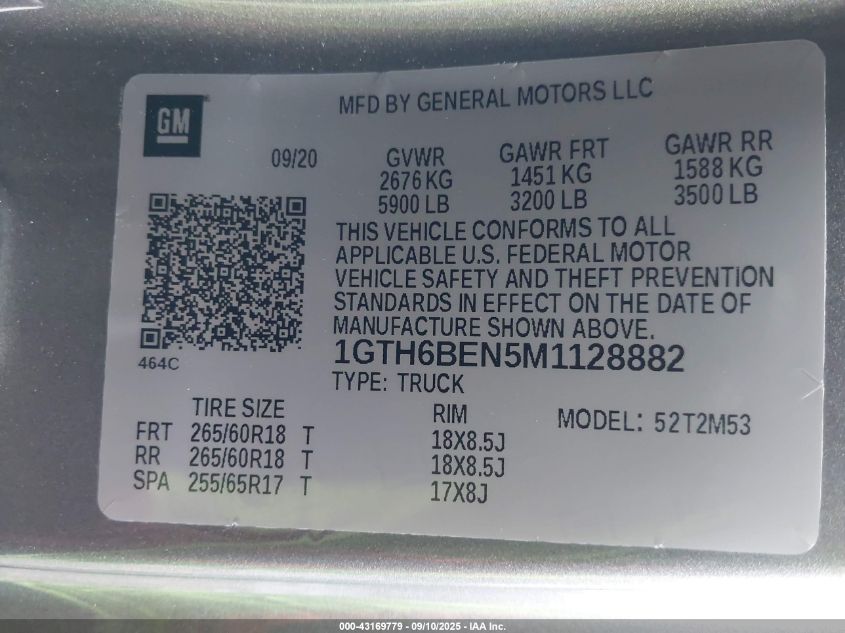 GM
MFD BY GENERAL MOTORS LLC
09/20
GVWR
2676 KG
5900 LB
GAWR FRT
1451 KG
3200 LB
GAWR RR
1588 KG
3500 LB
THIS VEHICLE CONFORMS TO ALL
APPLICABLE U.S. FEDERAL MOTOR
VEHICLE SAFETY AND THEFT PREVENTION
STANDARDS IN EFFECT ON THE DATE OF
MANUFACTURE SHOWN ABOVE.
464C
1GTH6BEN5M1128882
TYPE: TRUCK
MODEL: 52T2M53
TIRE SIZE RIM
FRT 265/60R18 T 18X8.5J
RR 265/60R18 T 18X8.5J
SPA 255/65R17 T 17X8J
000-43169779 - 09/10/2025 - IAA Inc.